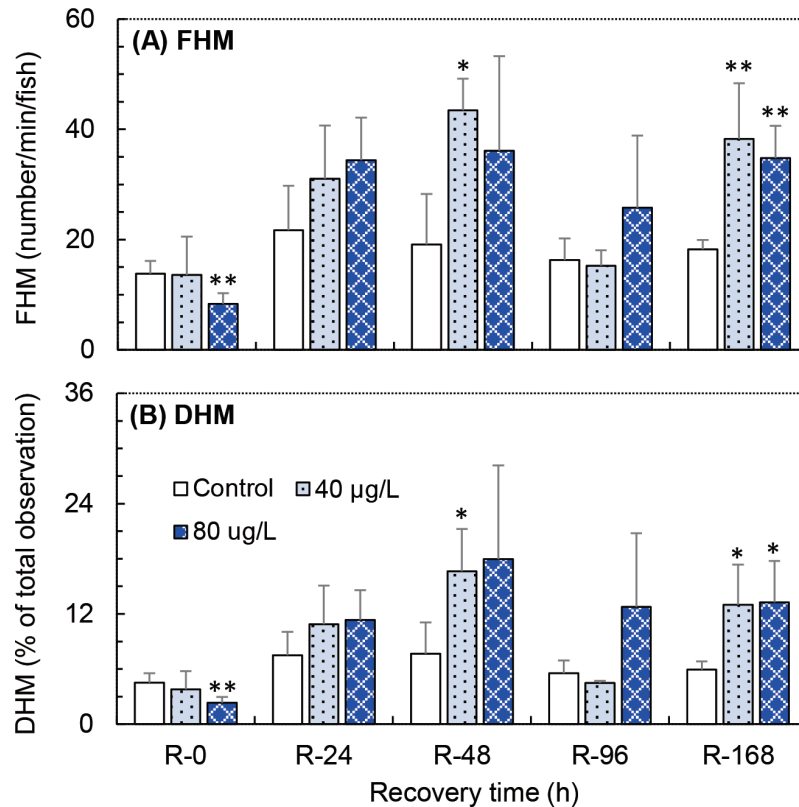 (A) FHM
FHM (number/min/fish)
60
40
20
0
*
**
**
**
(B) DHM
DHM (% of total observation)
36
24
12
0
Control
40 µg/L
80 ug/L
*
*
*
**
R-0
R-24
R-48
R-96
R-168
Recovery time (h)